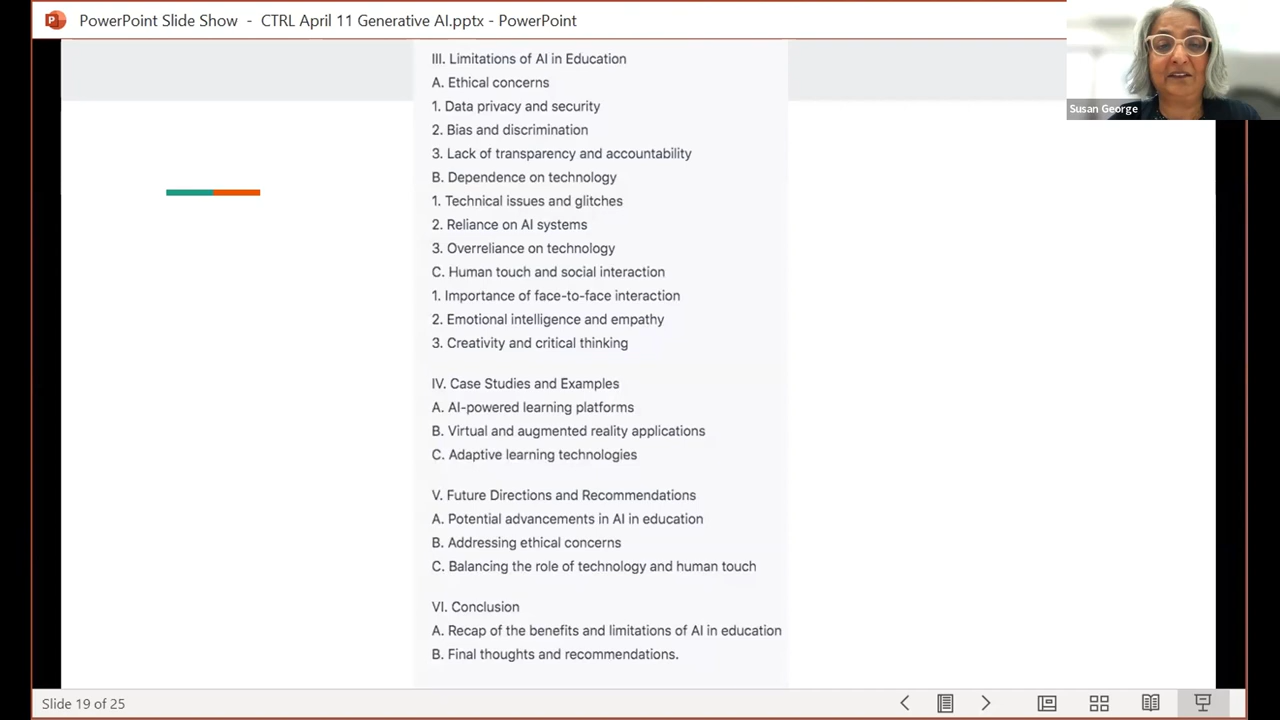 PowerPoint Slide Show - CTRL April 11 Generative AI.pptx - PowerPoint
Susan George
III. Limitations of AI in Education
A. Ethical concerns
1. Data privacy and security
2. Bias and discrimination
3. Lack of transparency and accountability
B. Dependence on technology
1. Technical issues and glitches
2. Reliance on AI systems
3. Overreliance on technology
C. Human touch and social interaction
1. Importance of face-to-face interaction
2. Emotional intelligence and empathy
3. Creativity and critical thinking
IV. Case Studies and Examples
A. AI-powered learning platforms
B. Virtual and augmented reality applications
C. Adaptive learning technologies
V. Future Directions and Recommendations
A. Potential advancements in AI in education
B. Addressing ethical concerns
C. Balancing the role of technology and human touch
VI. Conclusion
A. Recap of the benefits and limitations of AI in education
B. Final thoughts and recommendations.
Slide 19 of 25